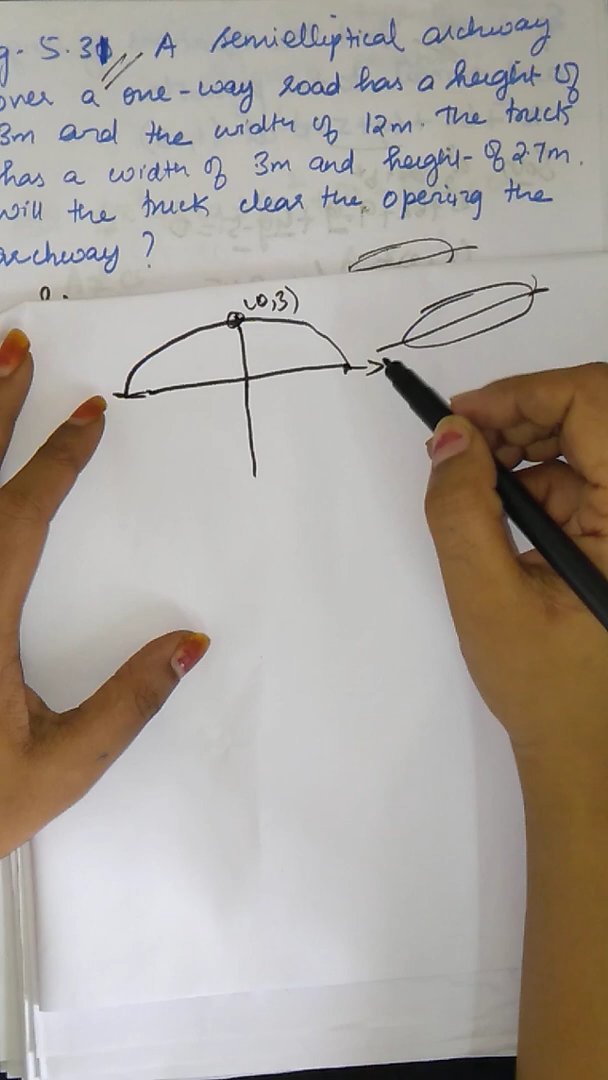 g. 5.31 A semielliptical archway
over a one-way road has a height of
3m and the width of 12m. The truck
has a width of 3m and height of 2.7m.
will the truck clear the opening the
archway?
(0,3)